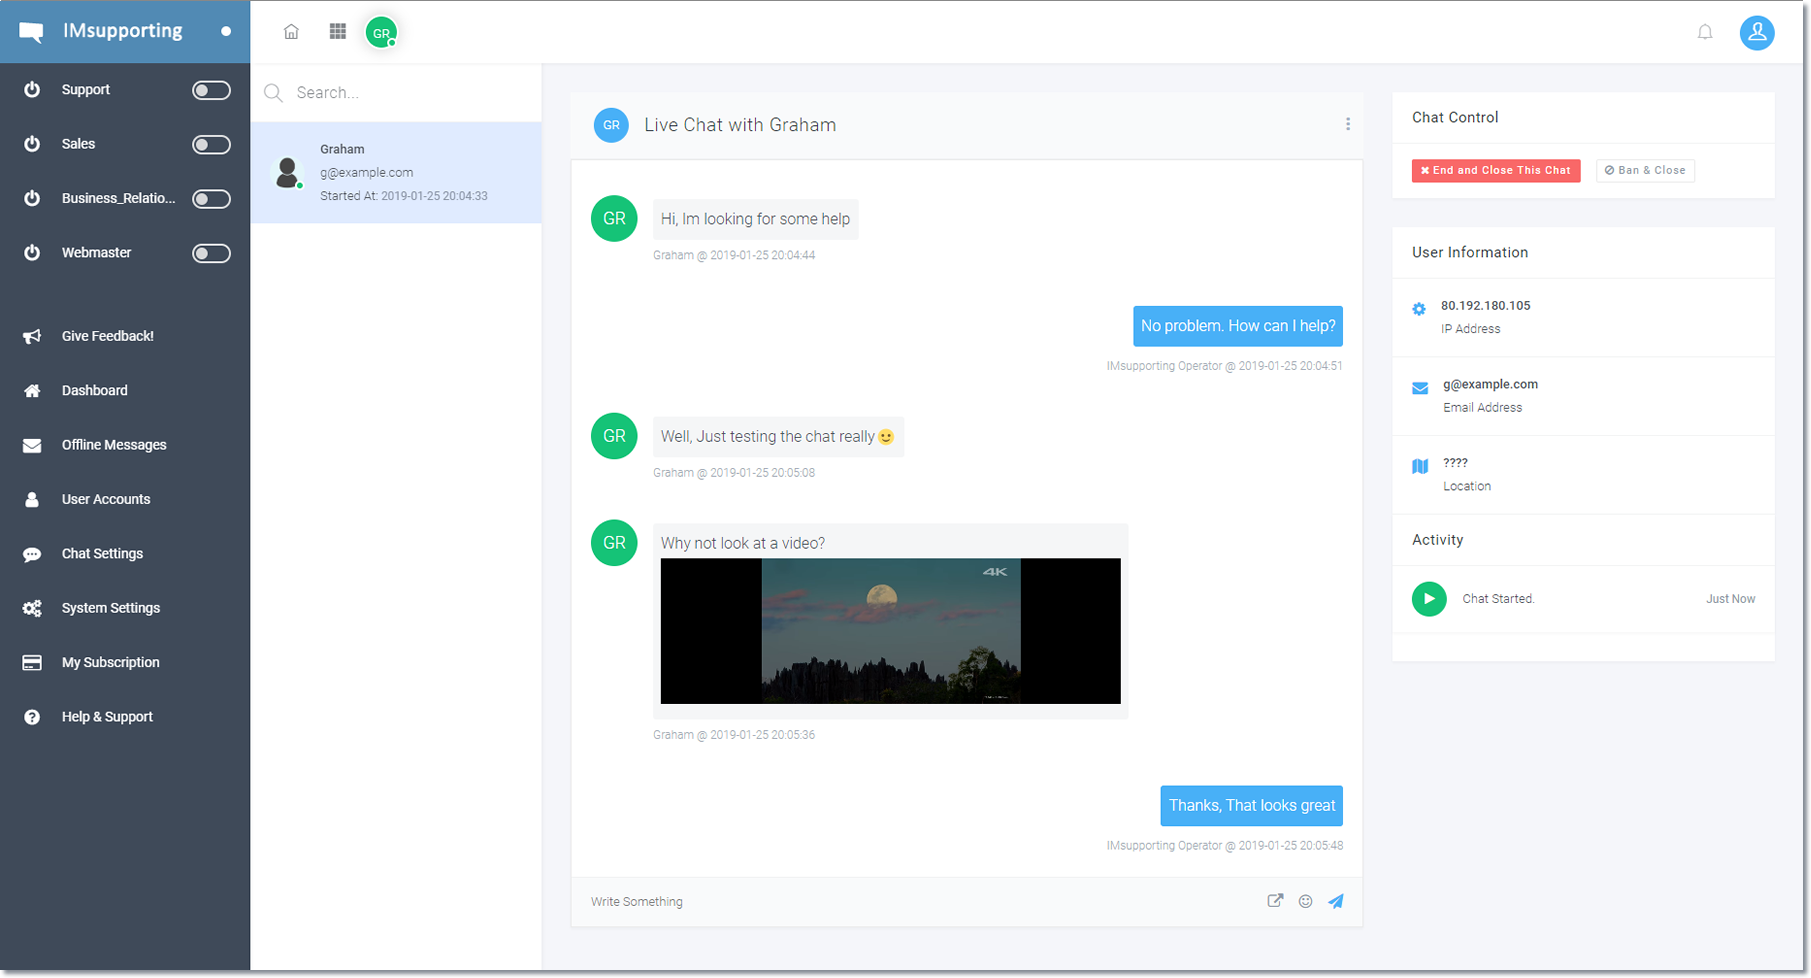 IMsupporting
GR
Support
Sales
Business_Relatio...
Webmaster
Give Feedback!
Dashboard
Offline Messages
User Accounts
Chat Settings
System Settings
My Subscription
Help & Support
Search...
Graham
g@example.com
Started At: 2019-01-25 20:04:33
GR
Live Chat with Graham
GR
Hi, Im looking for some help
Graham @ 2019-01-25 20:04:44
No problem. How can I help?
IMsupporting Operator @ 2019-01-25 20:04:51
GR
Well, Just testing the chat really
Graham @ 2019-01-25 20:05:08
GR
Why not look at a video?
4K
Graham @ 2019-01-25 20:05:36
Thanks, That looks great
IMsupporting Operator @ 2019-01-25 20:05:48
Write Something
Chat Control
End and Close This Chat
Ban & Close
User Information
80.192.180.105
IP Address
g@example.com
Email Address
????
Location
Activity
Chat Started.
Just Now